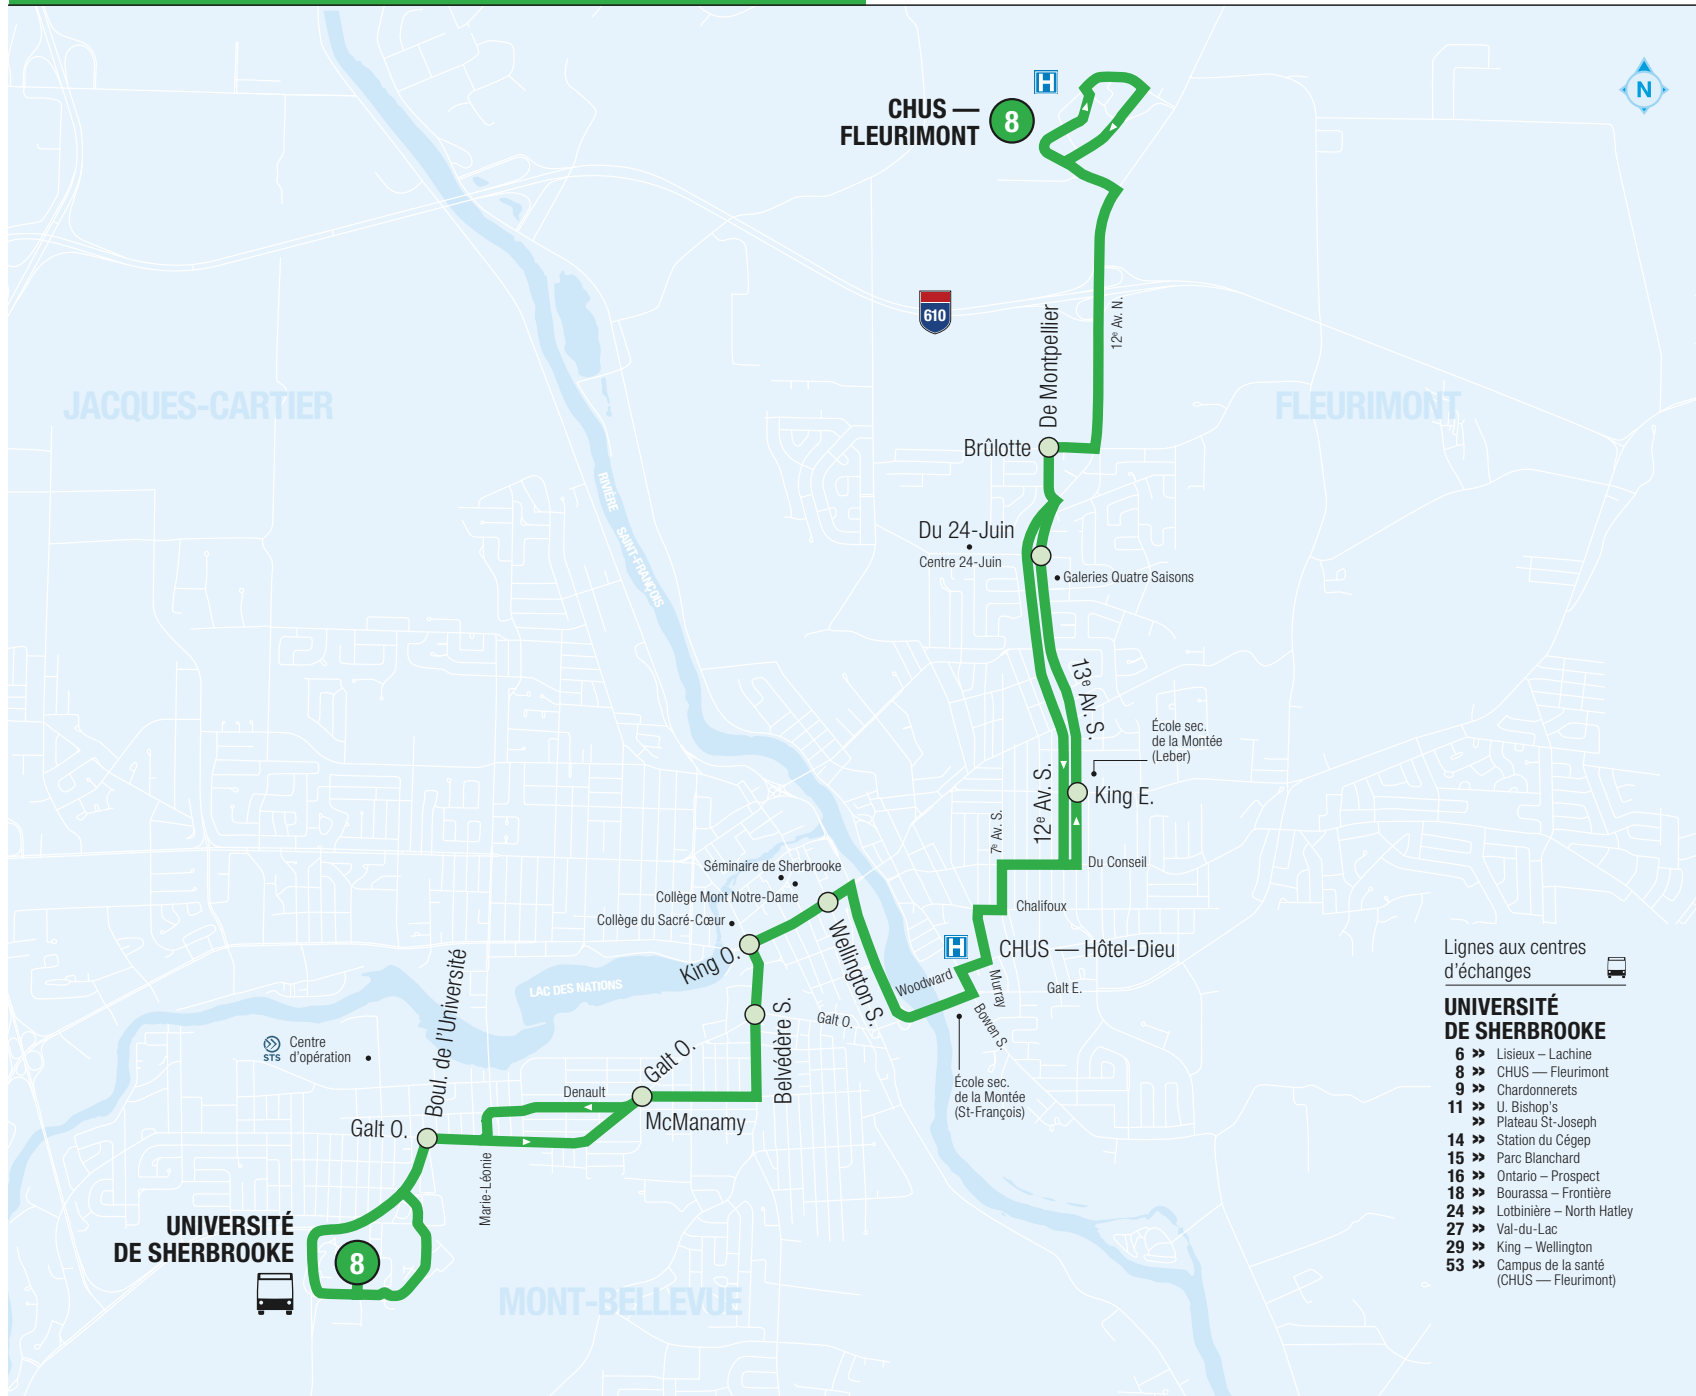 CHUS —
FLEURIMONT
8
H
N
610
12e Av. N.
De Montpellier
Brûlotte
JACQUES-CARTIER
FLEURIMONT
RIVIÈRE SAINT-FRANÇOIS
Du 24-Juin
Centre 24-Juin
Galeries Quatre Saisons
13e Av. S.
École sec.
de la Montée
(Leber)
12e Av. S.
King E.
7e Av. S.
Du Conseil
Séminaire de Sherbrooke
Collège Mont Notre-Dame
Collège du Sacré-Cœur
Chalifoux
King O.
Wellington S.
H
CHUS — Hôtel-Dieu
Woodward
Murray
Galt E.
Bowen S.
LAC DES NATIONS
Galt O.
Belvédère S.
École sec.
de la Montée
(St-François)
STS
Centre
d'opération
Boul. de l'Université
Galt O.
Denault
Galt O.
McManamy
Marie-Léonie
UNIVERSITÉ
DE SHERBROOKE
8
MONT-BELLEVUE
Lignes aux centres
d'échanges
UNIVERSITÉ
DE SHERBROOKE
6 » Lisieux – Lachine
8 » CHUS — Fleurimont
9 » Chardonnerets
11 » U. Bishop's
» Plateau St-Joseph
14 » Station du Cégep
15 » Parc Blanchard
16 » Ontario – Prospect
18 » Bourassa – Frontière
24 » Lotbinière – North Hatley
27 » Val-du-Lac
29 » King – Wellington
53 » Campus de la santé
(CHUS — Fleurimont)